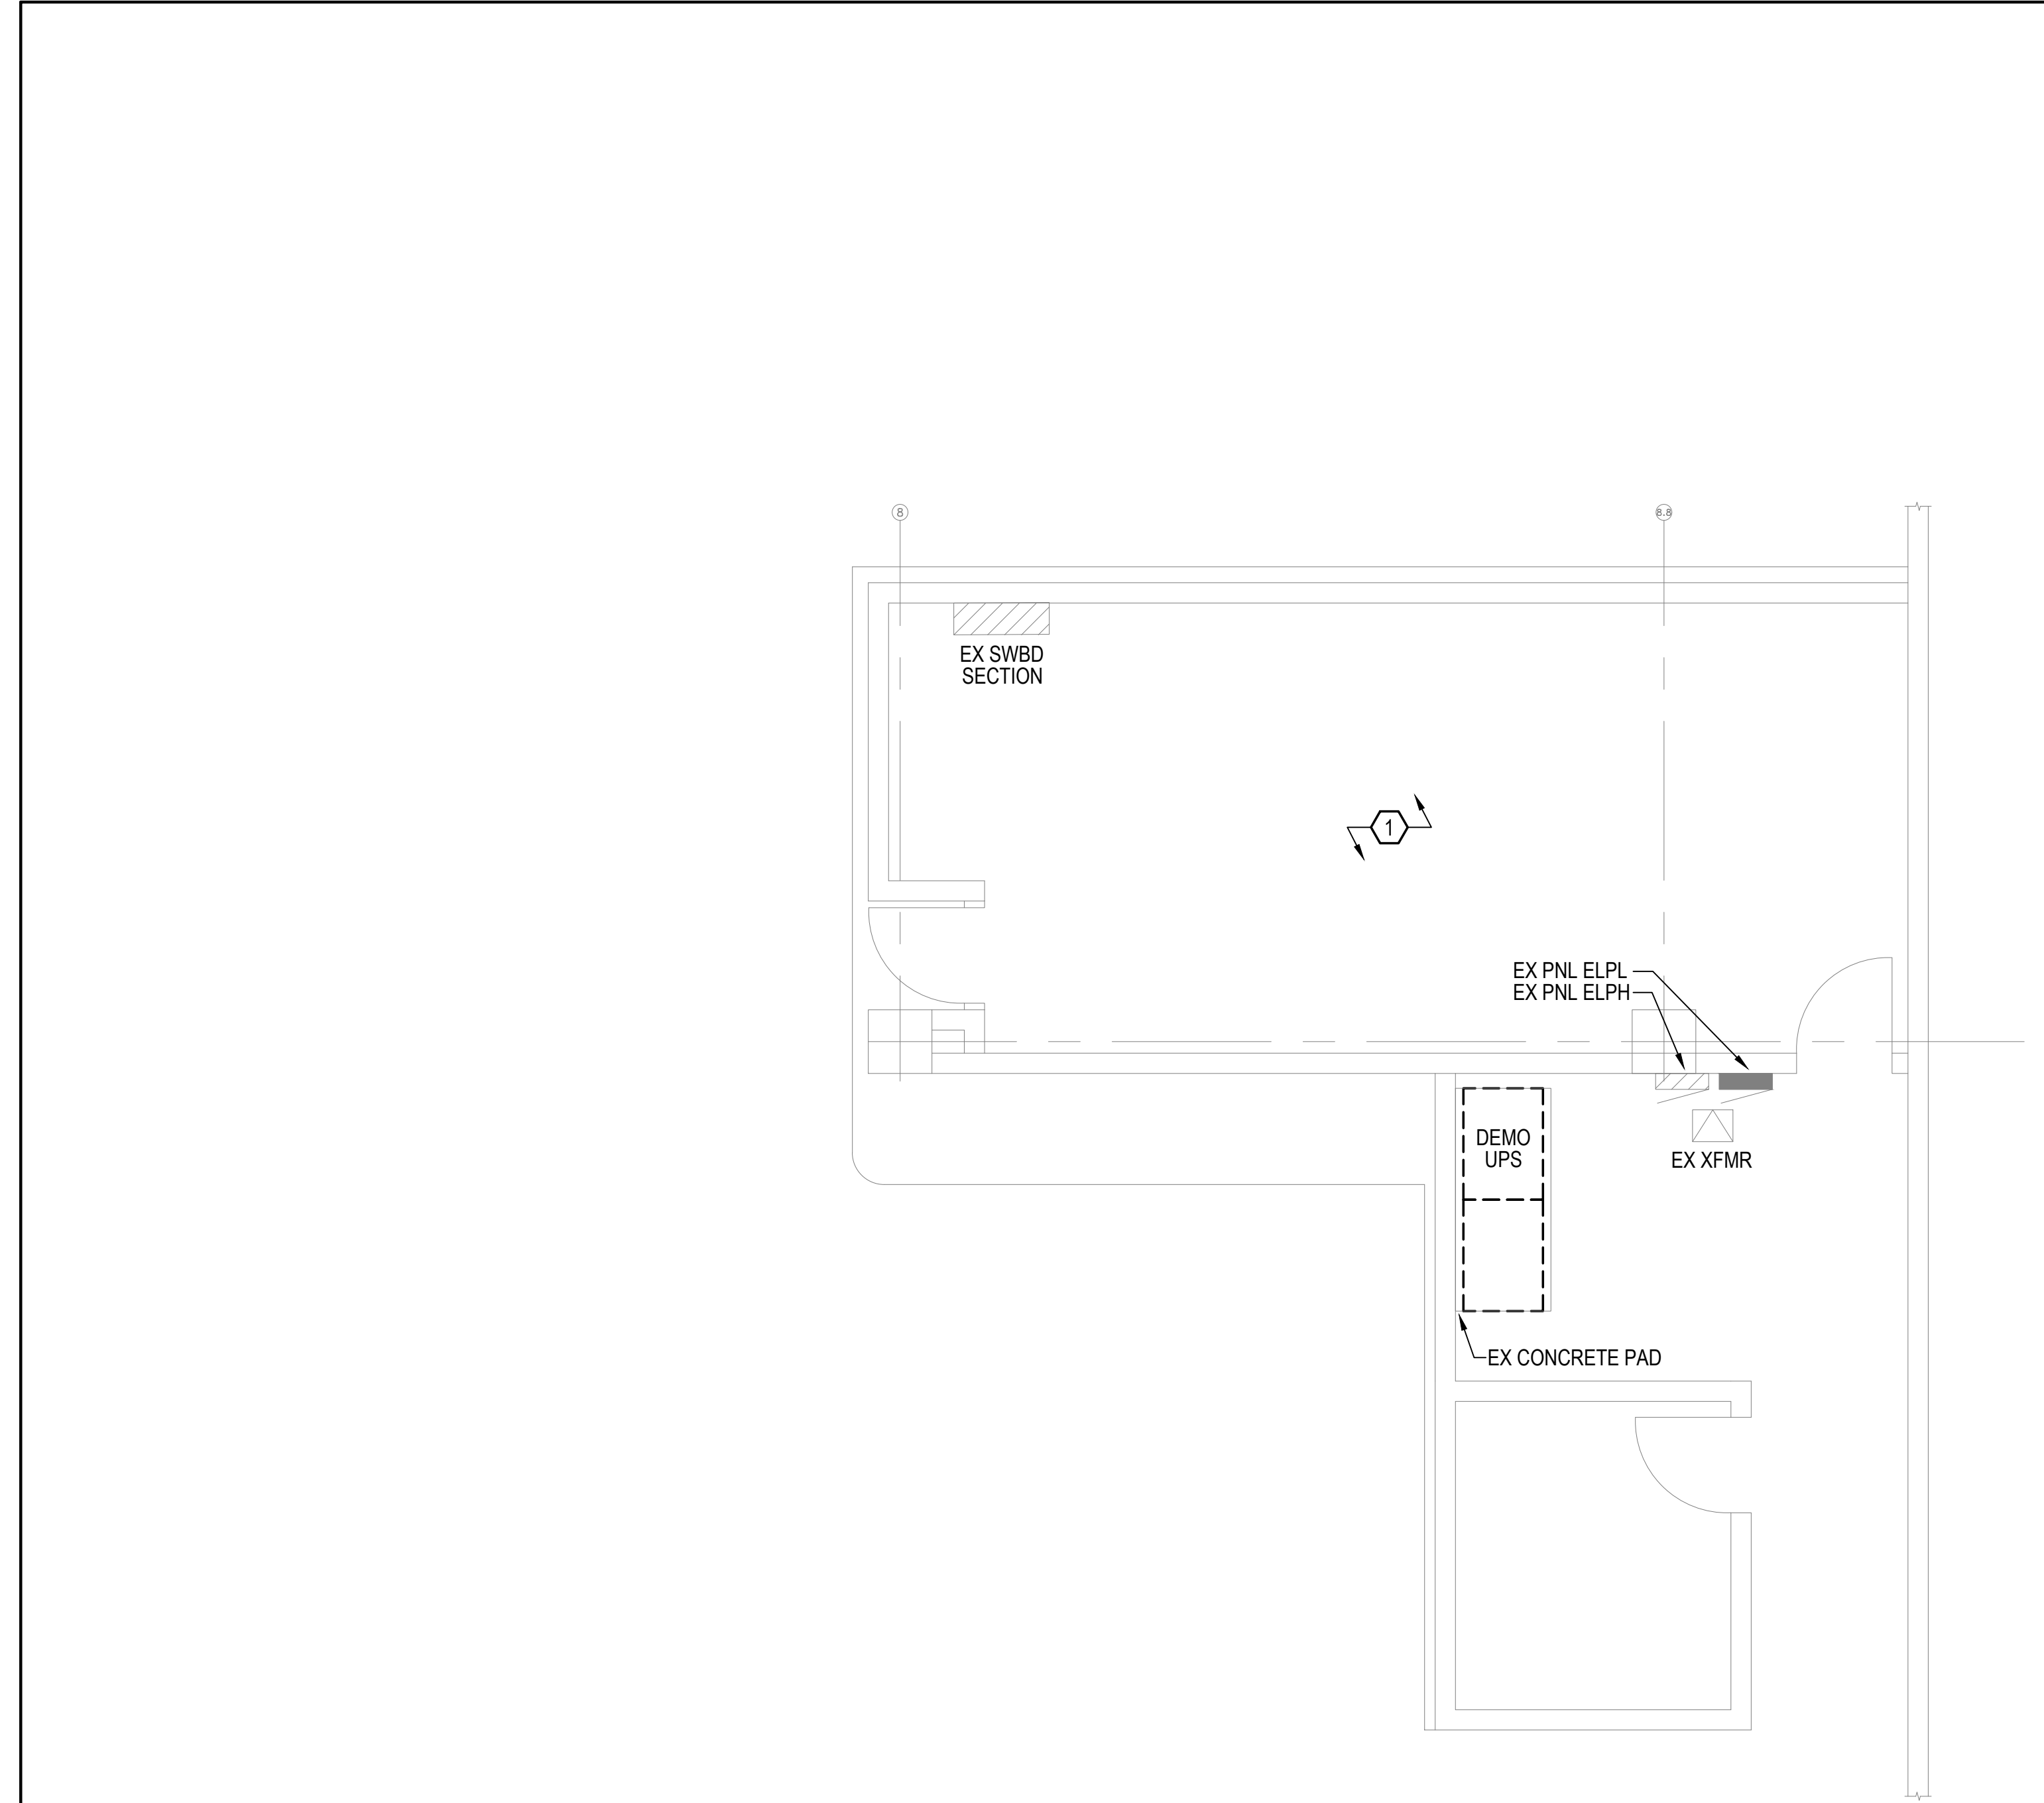 8
8.8
EX SWBD
SECTION
1
EX PNL ELPL
EX PNL ELPH
DEMO
UPS
EX XFMR
EX CONCRETE PAD